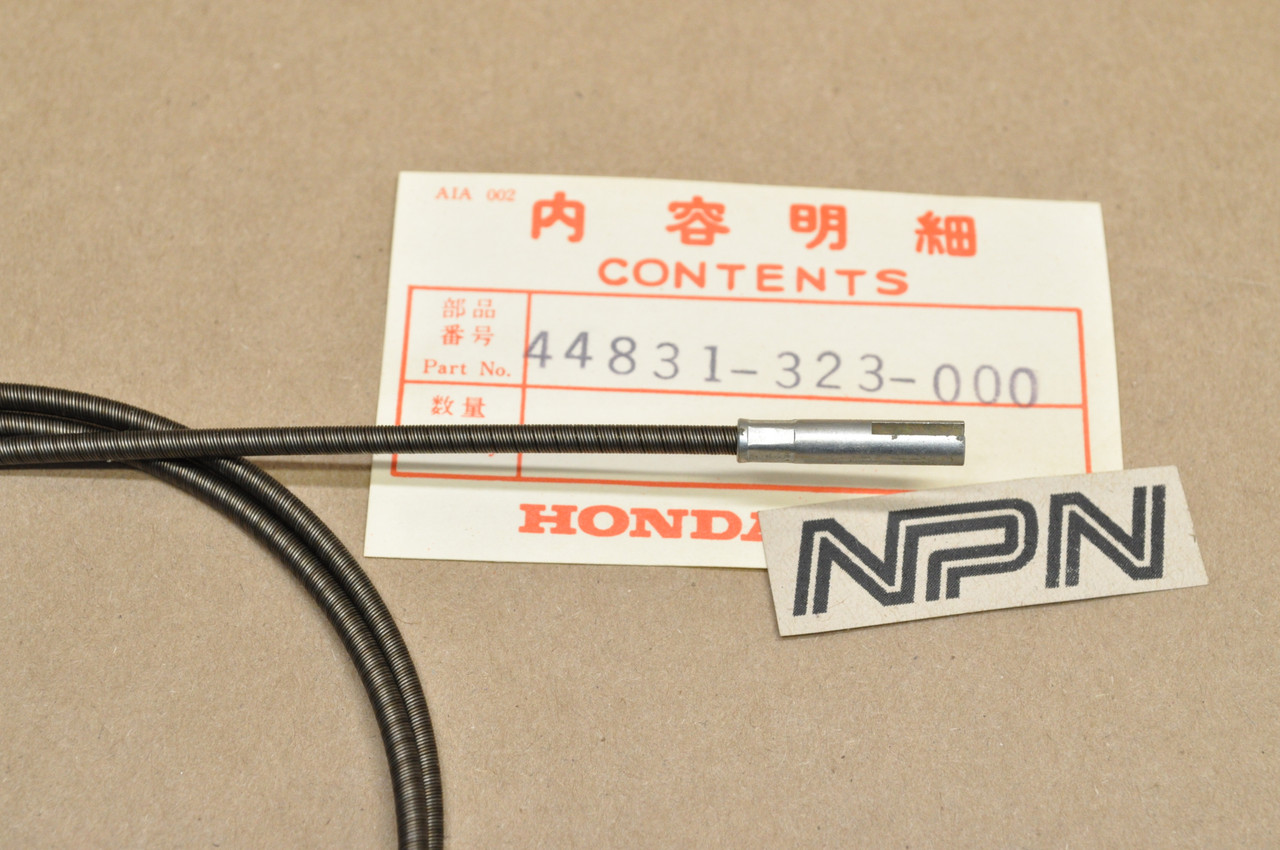 AIA 002
内容明細
CONTENTS
部品
番号
Part No.
44831-323-000
数量
HONDA
NPN